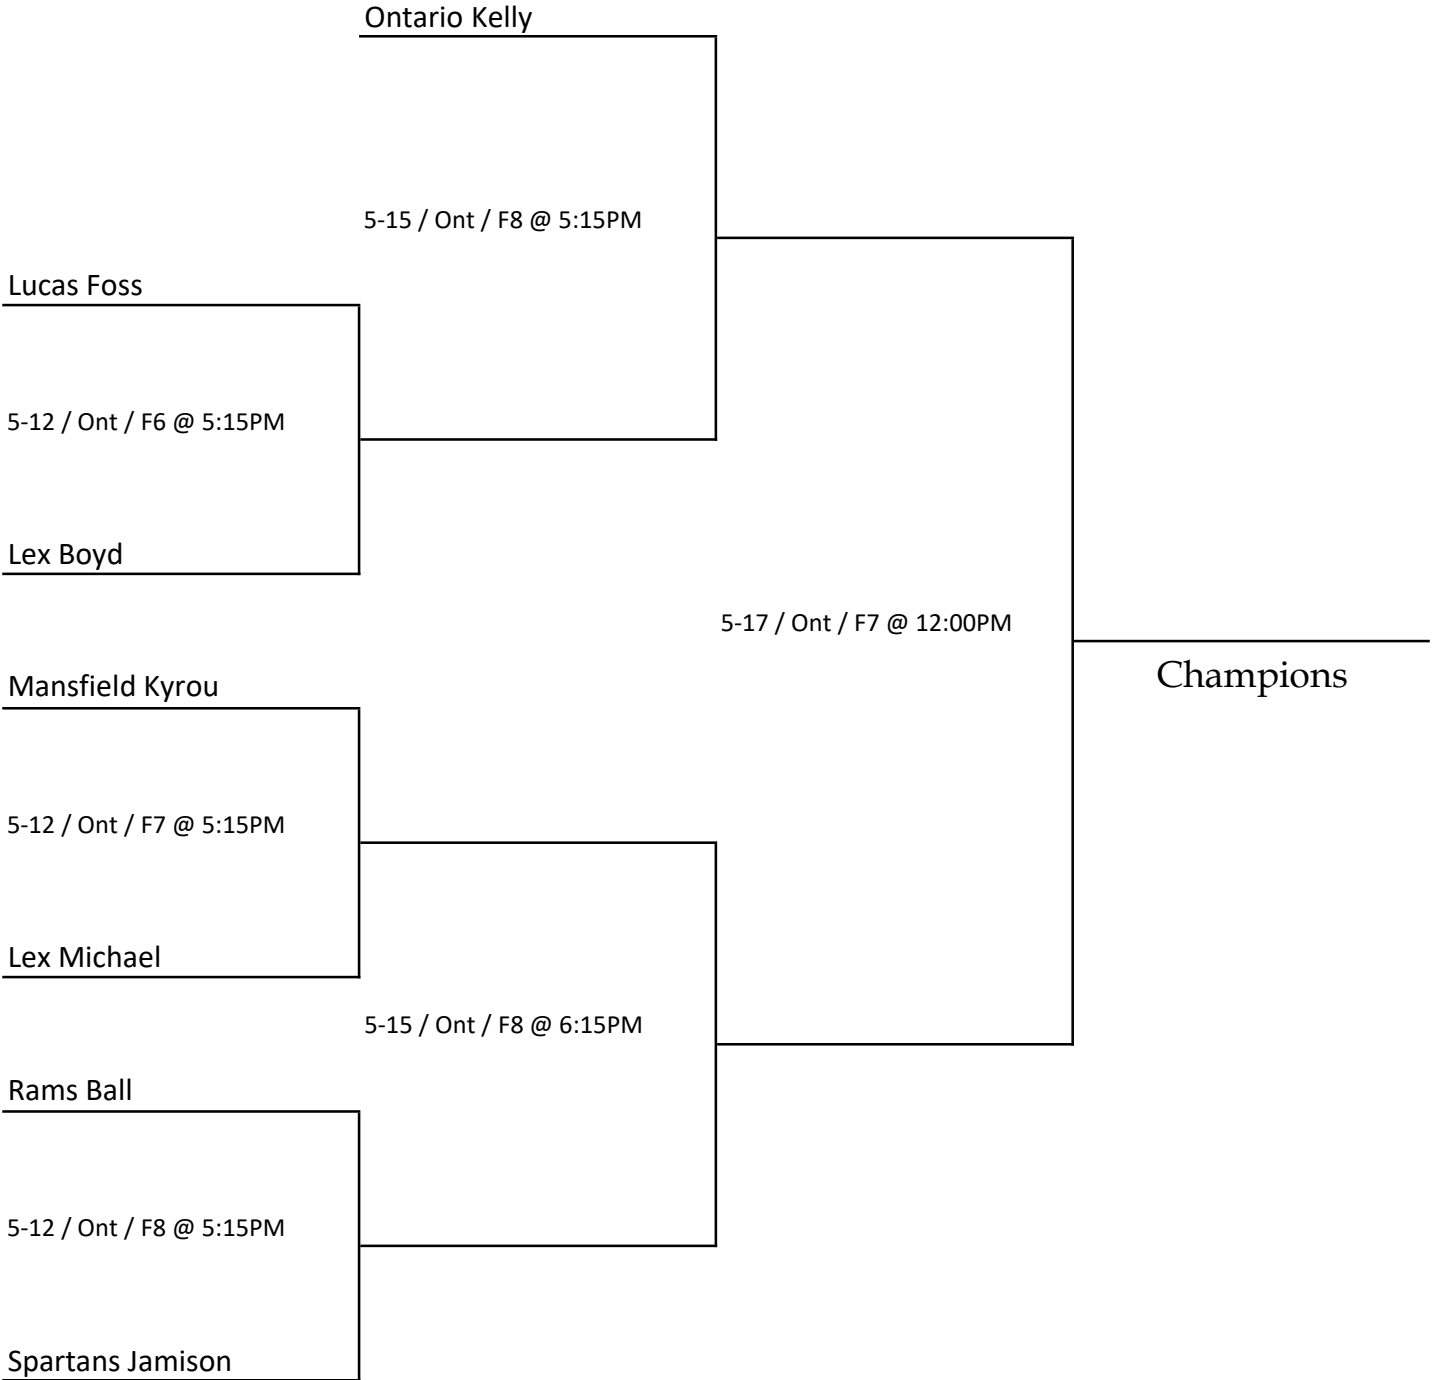 Ontario Kelly
5-15 / Ont / F8 @ 5:15PM
Lucas Foss
5-12 / Ont / F6 @ 5:15PM
Lex Boyd
5-17 / Ont / F7 @ 12:00PM
Champions
Mansfield Kyrou
5-12 / Ont / F7 @ 5:15PM
Lex Michael
5-15 / Ont / F8 @ 6:15PM
Rams Ball
5-12 / Ont / F8 @ 5:15PM
Spartans Jamison